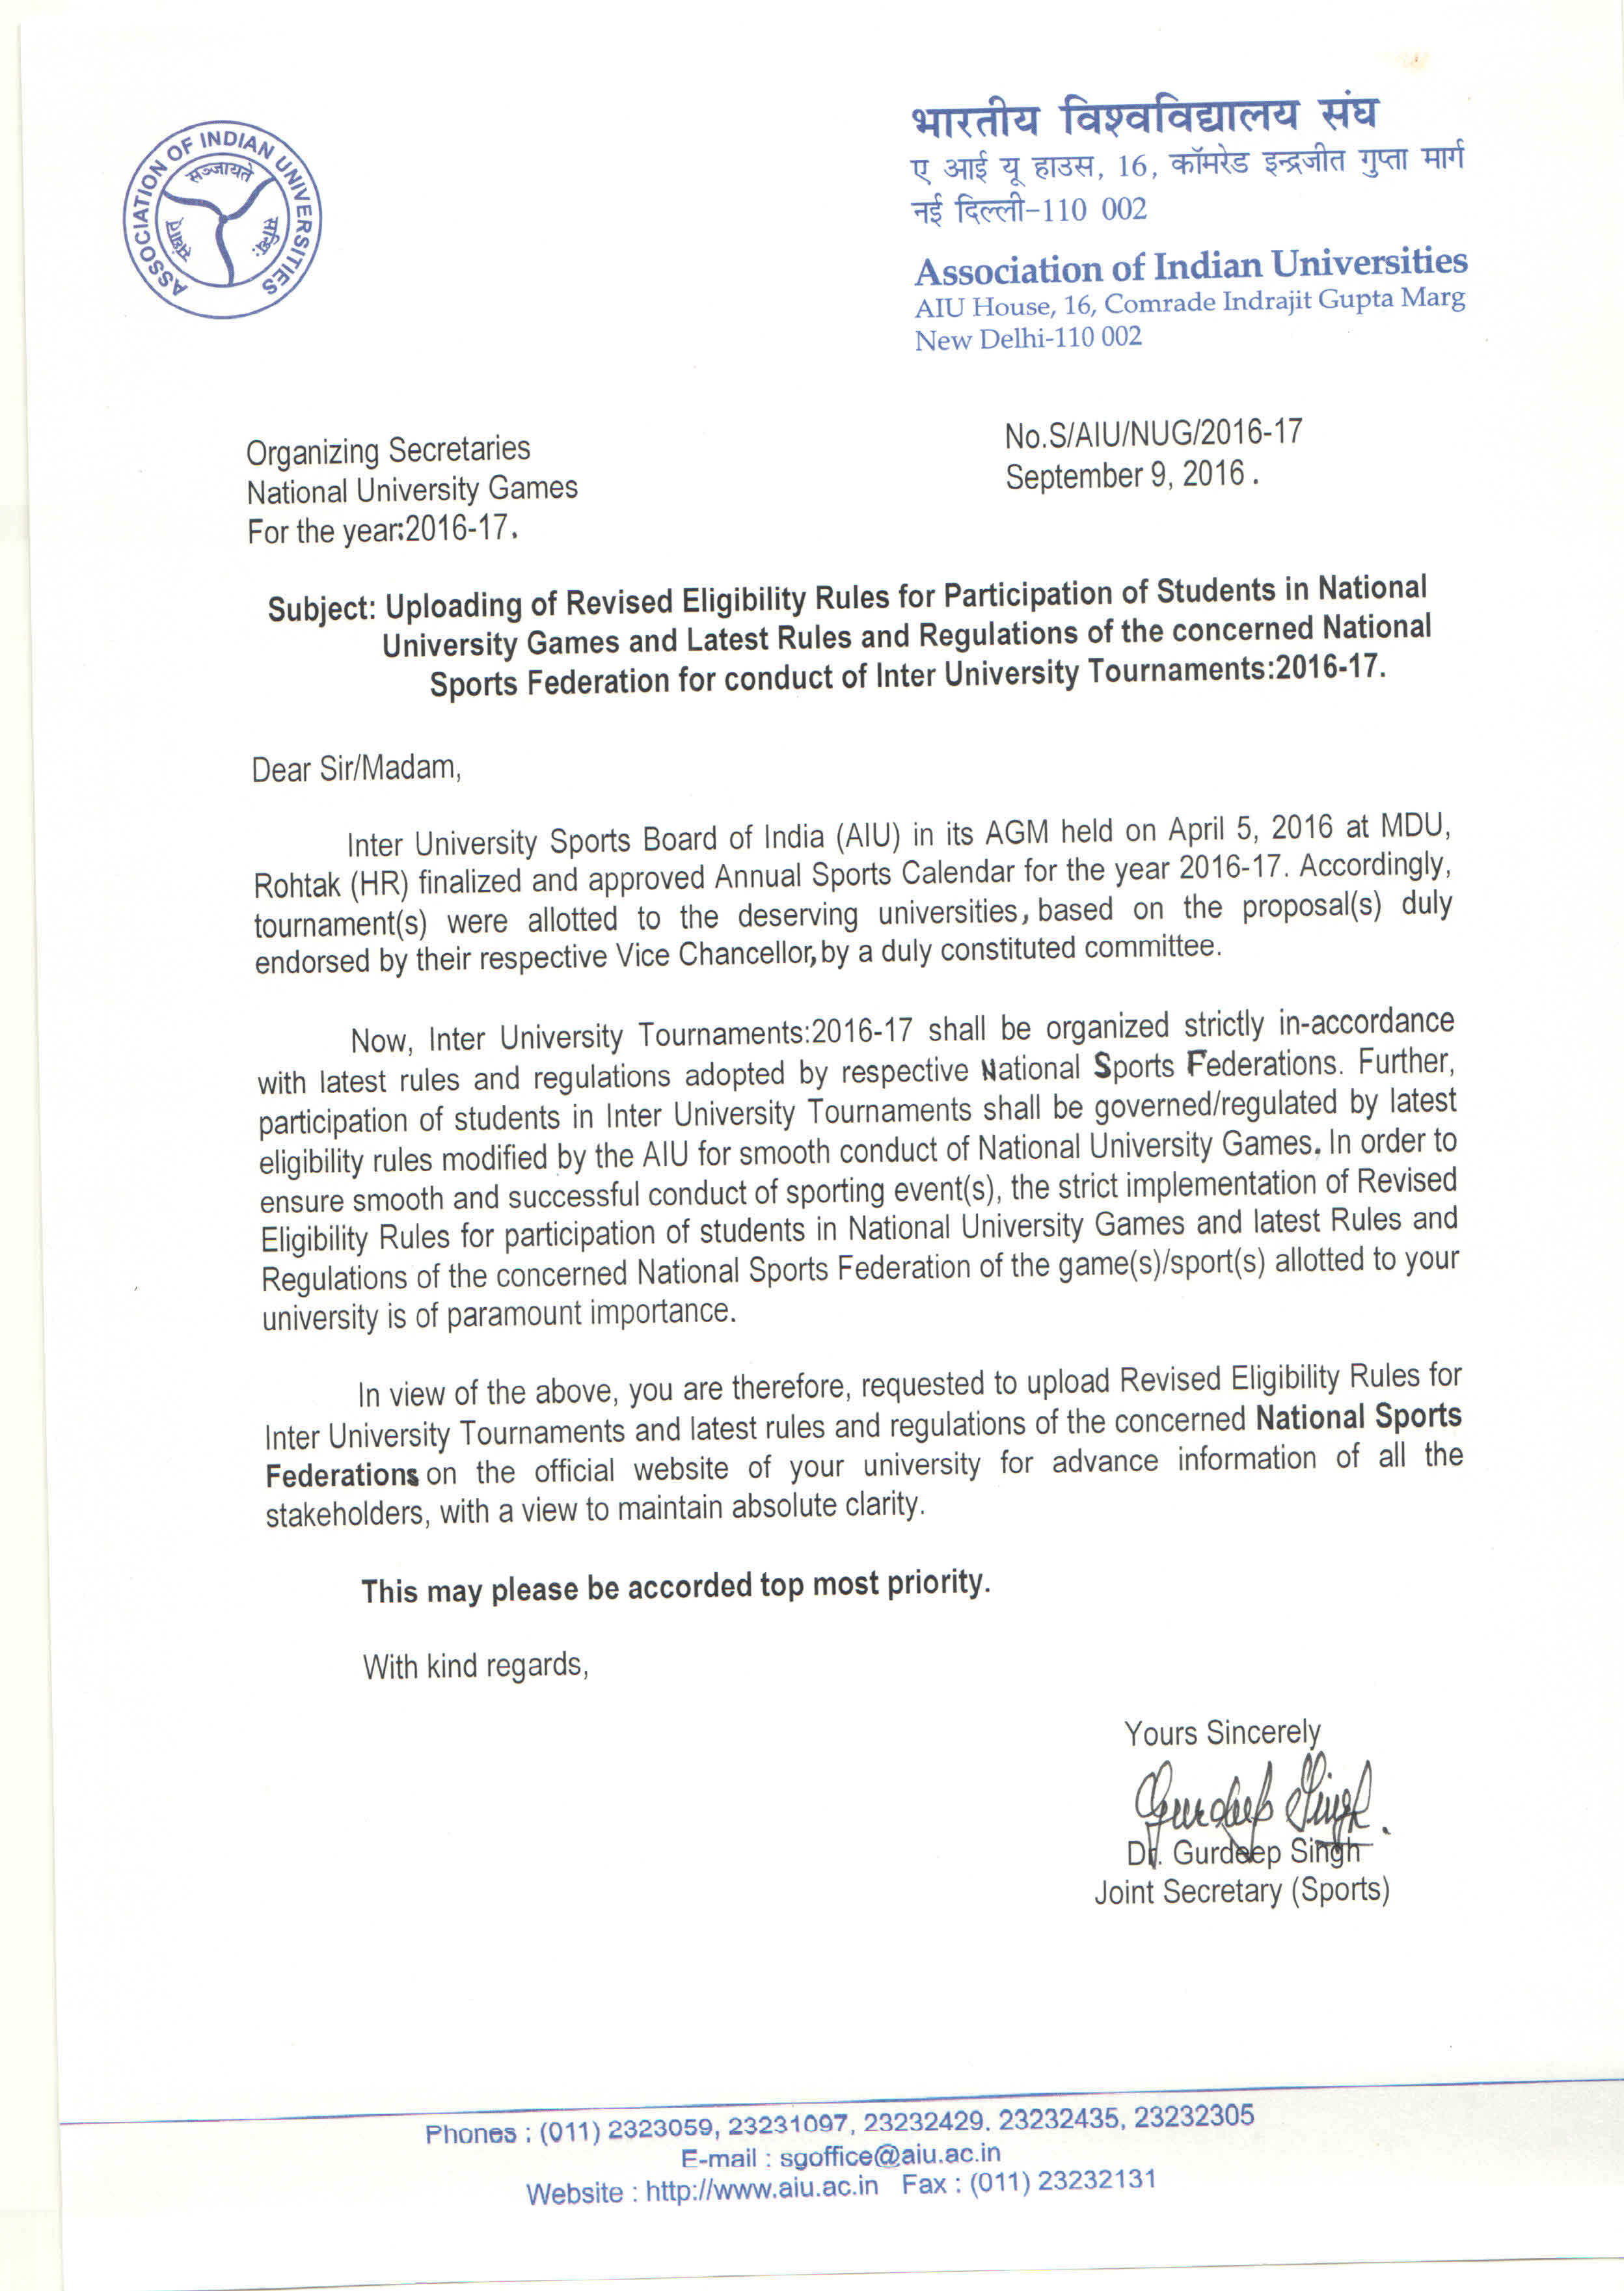 ASSOCIATION OF INDIAN UNIVERSITIES
सञ्जायते
भारतीय विश्वविद्यालय संघ
ए आई यू हाउस, 16, कॉमरेड इन्द्रजीत गुप्ता मार्ग
नई दिल्ली-110 002
Association of Indian Universities
AIU House, 16, Comrade Indrajit Gupta Marg
New Delhi-110 002
Organizing Secretaries
National University Games
For the year:2016-17.
No.S/AIU/NUG/2016-17
September 9, 2016.
Subject: Uploading of Revised Eligibility Rules for Participation of Students in National
University Games and Latest Rules and Regulations of the concerned National
Sports Federation for conduct of Inter University Tournaments:2016-17.
Dear Sir/Madam,
Inter University Sports Board of India (AIU) in its AGM held on April 5, 2016 at MDU,
Rohtak (HR) finalized and approved Annual Sports Calendar for the year 2016-17. Accordingly,
tournament(s) were allotted to the deserving universities, based on the proposal(s) duly
endorsed by their respective Vice Chancellor, by a duly constituted committee.
Now, Inter University Tournaments:2016-17 shall be organized strictly in-accordance
with latest rules and regulations adopted by respective National Sports Federations. Further,
participation of students in Inter University Tournaments shall be governed/regulated by latest
eligibility rules modified by the AIU for smooth conduct of National University Games. In order to
ensure smooth and successful conduct of sporting event(s), the strict implementation of Revised
Eligibility Rules for participation of students in National University Games and latest Rules and
Regulations of the concerned National Sports Federation of the game(s)/sport(s) allotted to your
university is of paramount importance.
In view of the above, you are therefore, requested to upload Revised Eligibility Rules for
Inter University Tournaments and latest rules and regulations of the concerned National Sports
Federations on the official website of your university for advance information of all the
stakeholders, with a view to maintain absolute clarity.
This may please be accorded top most priority.
With kind regards,
Yours Sincerely
Gurdeep Singh.
Dr. Gurdeep Singh
Joint Secretary (Sports)
Phones : (011) 2323059, 23231097, 23232429. 23232435, 23232305
E-mail : sgoffice@aiu.ac.in
Website : http://www.aiu.ac.in Fax : (011) 23232131